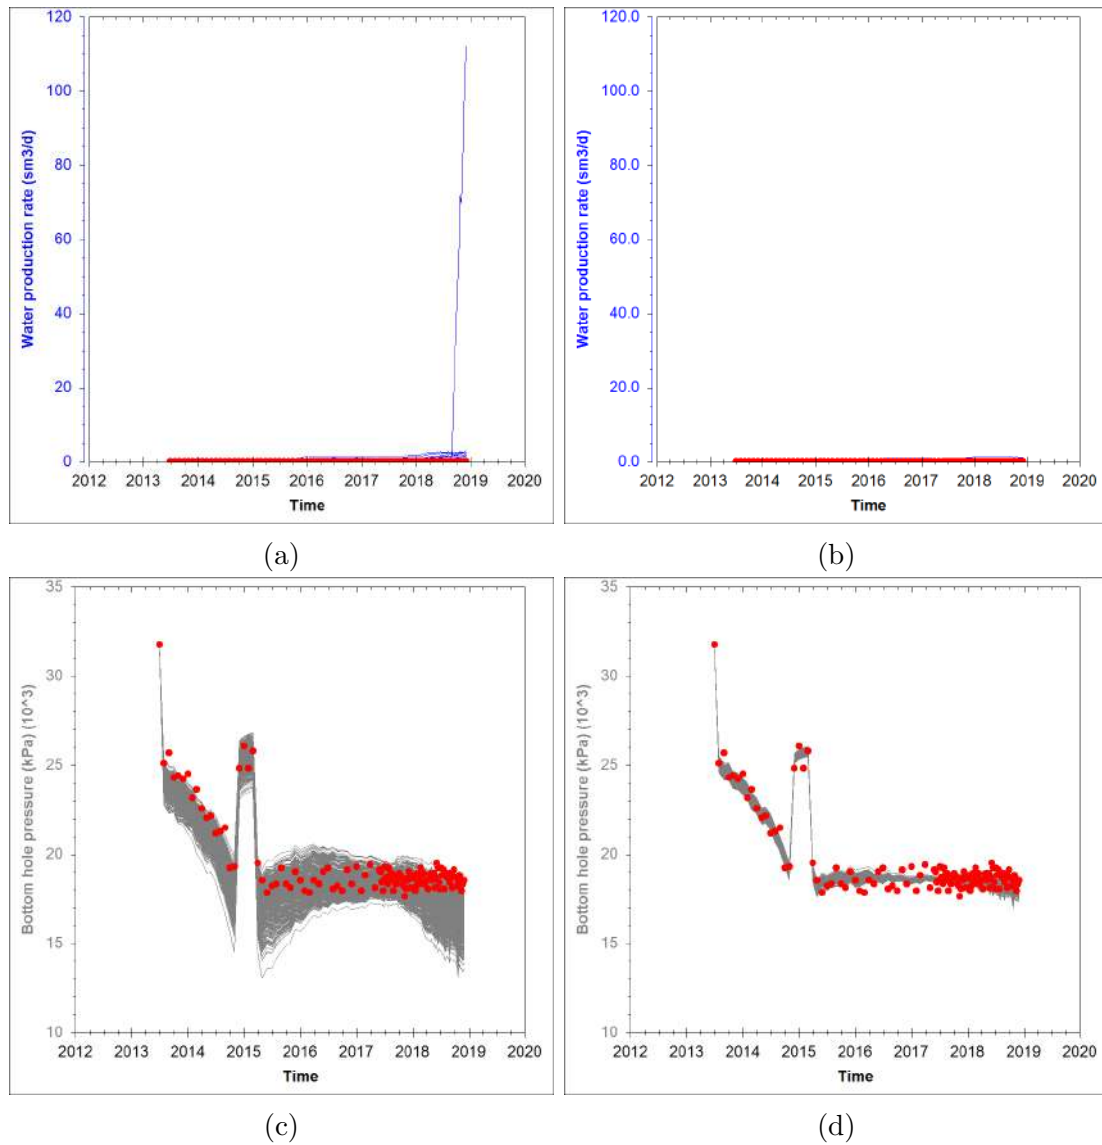 120
100
80
60
40
20
0
Water production rate (sm3/d)
2012 2013 2014 2015 2016 2017 2018 2019 2020
Time
(a)
120.0
100.0
80.0
60.0
40.0
20.0
0.0
Water production rate (sm3/d)
2012 2013 2014 2015 2016 2017 2018 2019 2020
Time
(b)
35
30
25
20
15
10
Bottom hole pressure (kPa) (10^3)
2012 2013 2014 2015 2016 2017 2018 2019 2020
Time
(c)
35
30
25
20
15
10
Bottom hole pressure (kPa) (10^3)
2012 2013 2014 2015 2016 2017 2018 2019 2020
Time
(d)